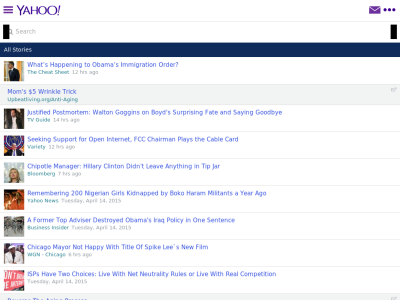 YAHOO!
Search
All Stories
What's Happening to Obama's Immigration Order?
The Cheat Sheet 12 hrs ago
Mom's $5 Wrinkle Trick
Upbeatliving.org/Anti-Aging
Justified Postmortem: Walton Goggins on Boyd's Surprising Fate and Saying Goodbye
TV Guide 14 hrs ago
Seeking Support for Open Internet, FCC Chairman Plays the Cable Card
Variety 12 hrs ago
Chipotle Manager: Hillary Clinton Didn't Leave Anything in Tip Jar
Bloomberg 7 hrs ago
Remembering 200 Nigerian Girls Kidnapped by Boko Haram Militants a Year Ago
Yahoo News Tuesday, April 14, 2015
A Former Top Adviser Destroyed Obama's Iraq Policy in One Sentence
Business Insider Tuesday, April 14, 2015
Chicago Mayor Not Happy With Title Of Spike Lee`s New Film
WGN - Chicago 6 hrs ago
ISPs Have Two Choices: Live With Net Neutrality Rules or Live With Real Competition
Tuesday, April 14, 2015